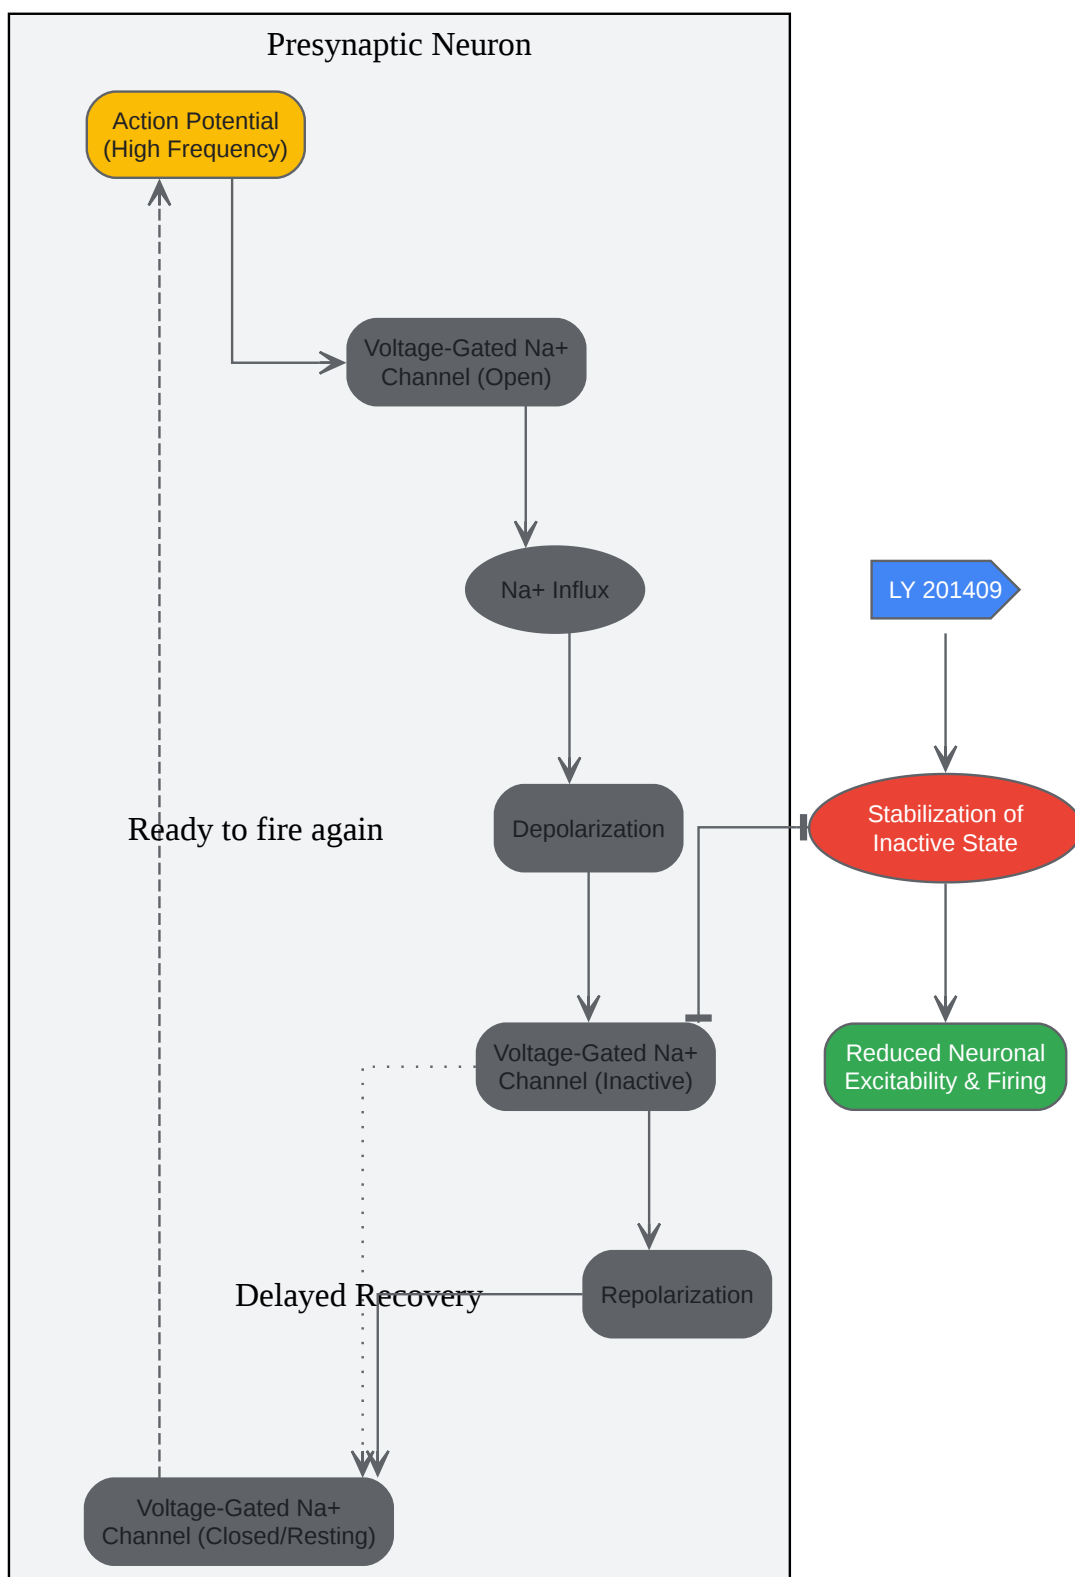 Presynaptic Neuron
Action Potential
(High Frequency)
Voltage-Gated Na+
Channel (Open)
Na+ Influx
LY 201409
Stabilization of
Inactive State
Ready to fire again
Depolarization
Voltage-Gated Na+
Channel (Inactive)
Reduced Neuronal
Excitability & Firing
Delayed Recovery
Repolarization
Voltage-Gated Na+
Channel (Closed/Resting)